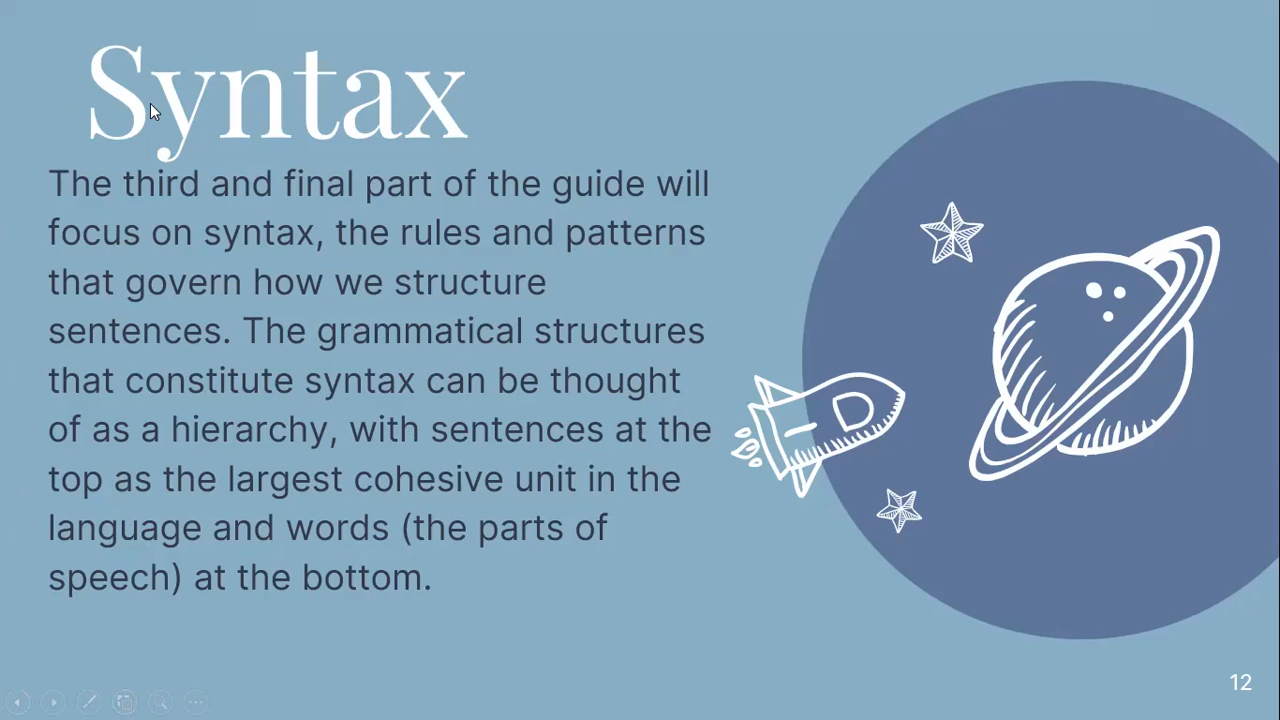 Syntax
The third and final part of the guide will
focus on syntax, the rules and patterns
that govern how we structure
sentences. The grammatical structures
that constitute syntax can be thought
of as a hierarchy, with sentences at the
top as the largest cohesive unit in the
language and words (the parts of
speech) at the bottom.
12